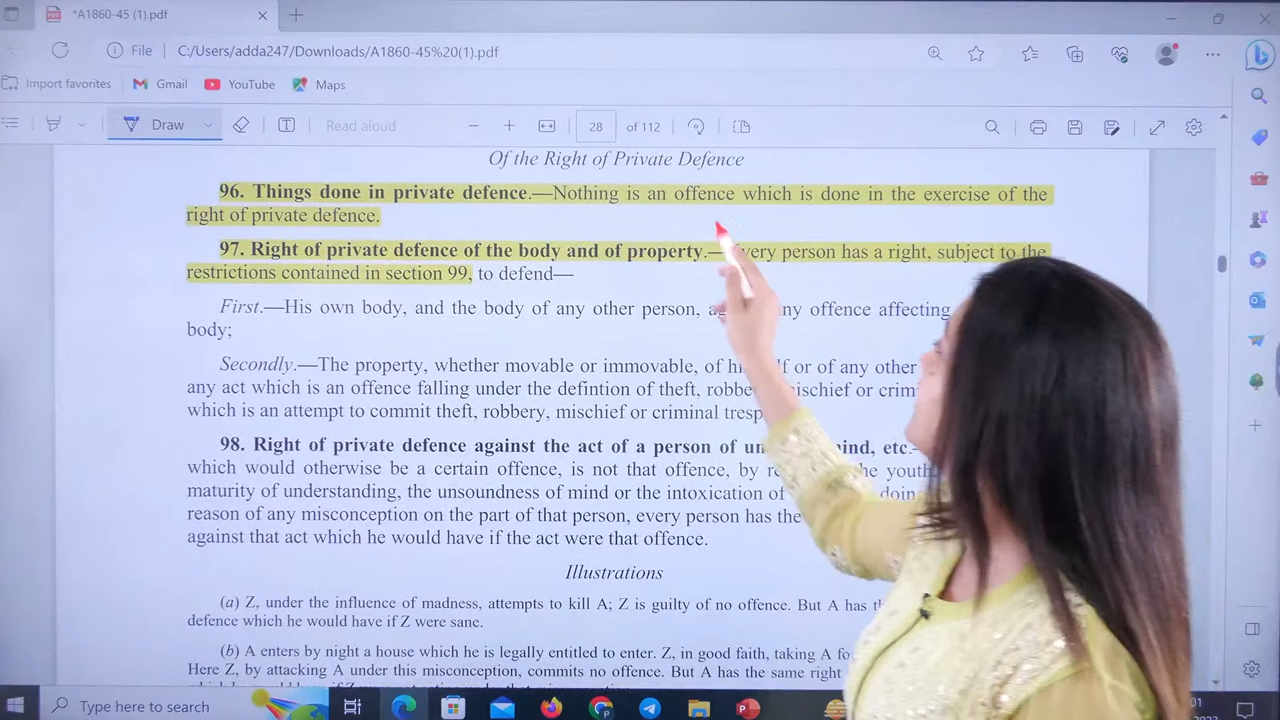 *A1860-45 (1).pdf
File C:/Users/adda247/Downloads/A1860-45%20(1).pdf
Import favorites Gmail YouTube Maps
Draw Read aloud 28 of 112
Of the Right of Private Defence
96. Things done in private defence.—Nothing is an offence which is done in the exercise of the
right of private defence.
97. Right of private defence of the body and of property.— very person has a right, subject to the
restrictions contained in section 99, to defend—
First.—His own body, and the body of any other person, ny offence affecting
body;
Secondly.—The property, whether movable or immovable, of or of any other
any act which is an offence falling under the defintion of theft, ischief or
which is an attempt to commit theft, robbery, mischief or criminal
98. Right of private defence against the act of a person of ind, etc.
which would otherwise be a certain offence, is not that offence, by he youth
maturity of understanding, the unsoundness of mind or the intoxication of
reason of any misconception on the part of that person, every person has the
against that act which he would have if the act were that offence.
Illustrations
(a) Z, under the influence of madness, attempts to kill A; Z is guilty of no offence. But A has
defence which he would have if Z were sane.
(b) A enters by night a house which he is legally entitled to enter. Z, in good faith, taking A
Here Z, by attacking A under this misconception, commits no offence. But A has the same right
Type here to search